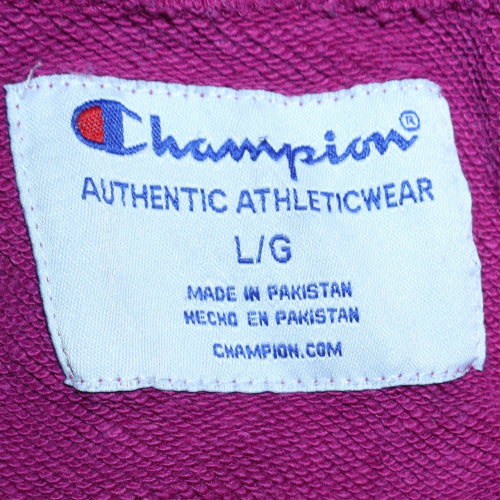 Champion®
AUTHENTIC ATHLETICWEAR
L/G
MADE IN PAKISTAN
HECHO EN PAKISTAN
CHAMPION.COM